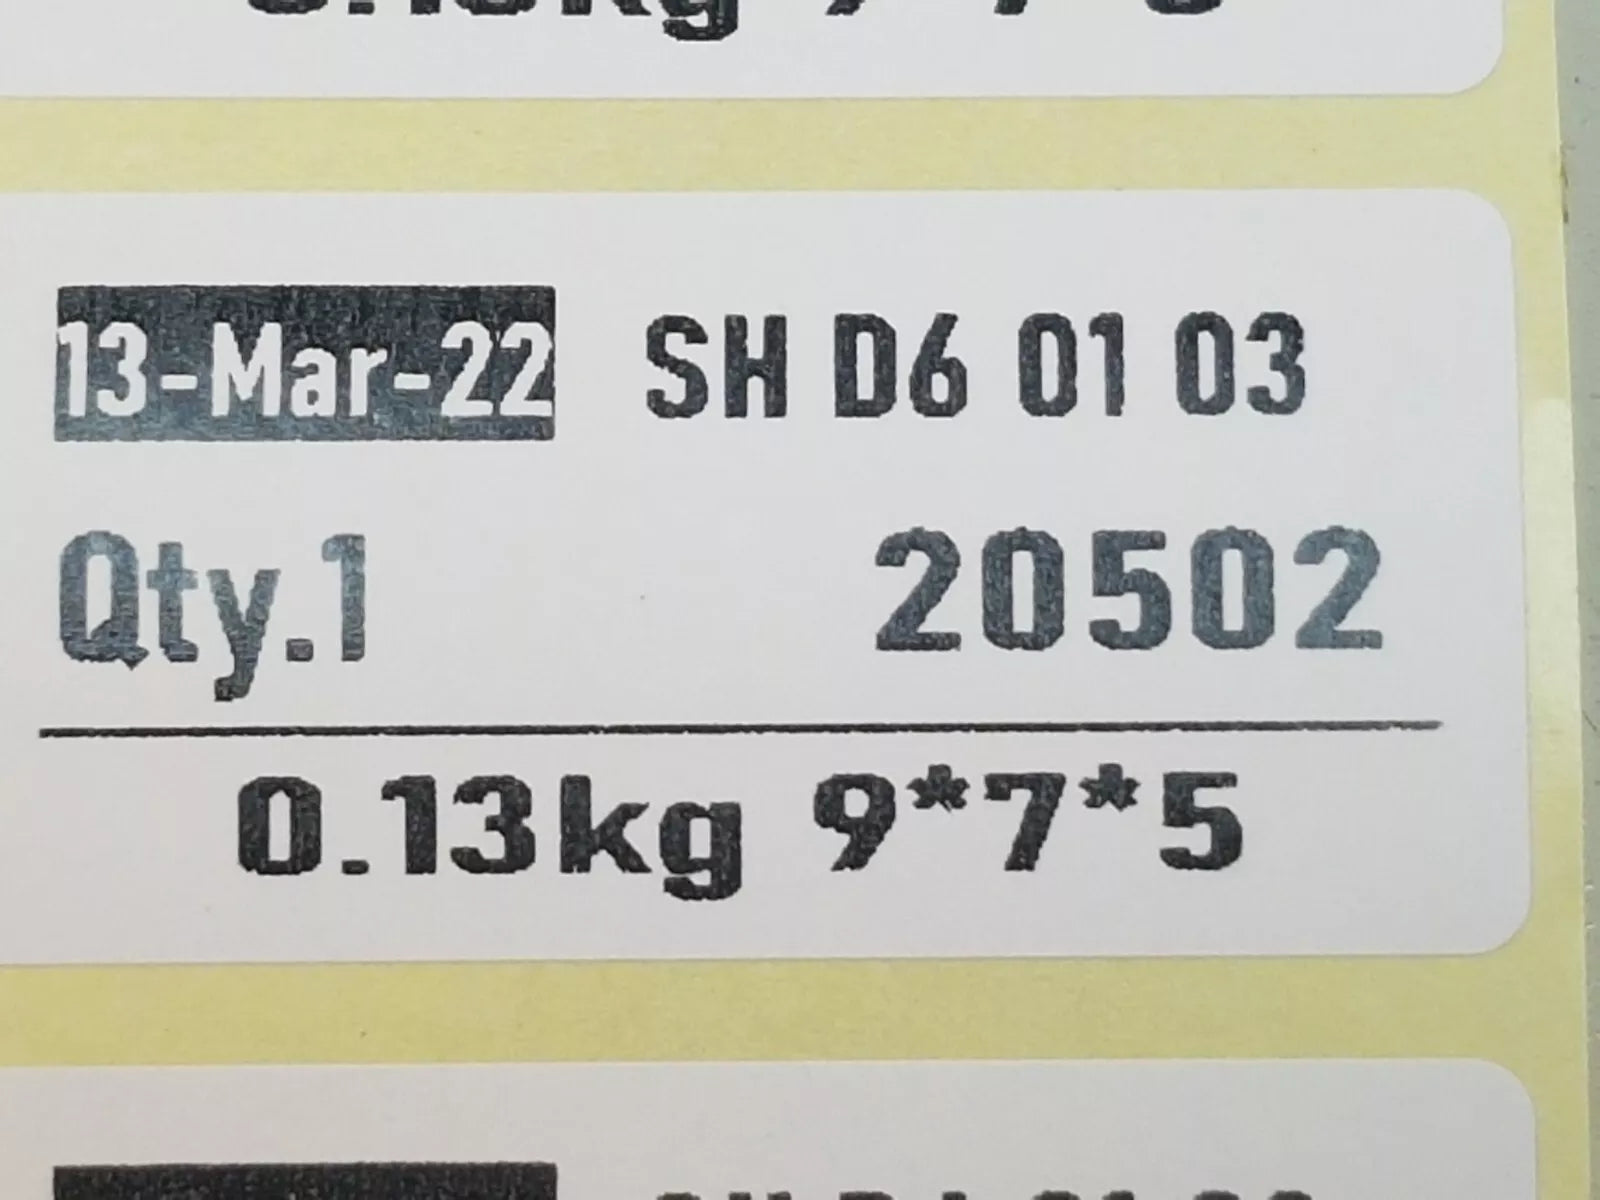 13-Mar-22 SH D6 01 03
Qty.1 20502
0.13kg 9*7*5